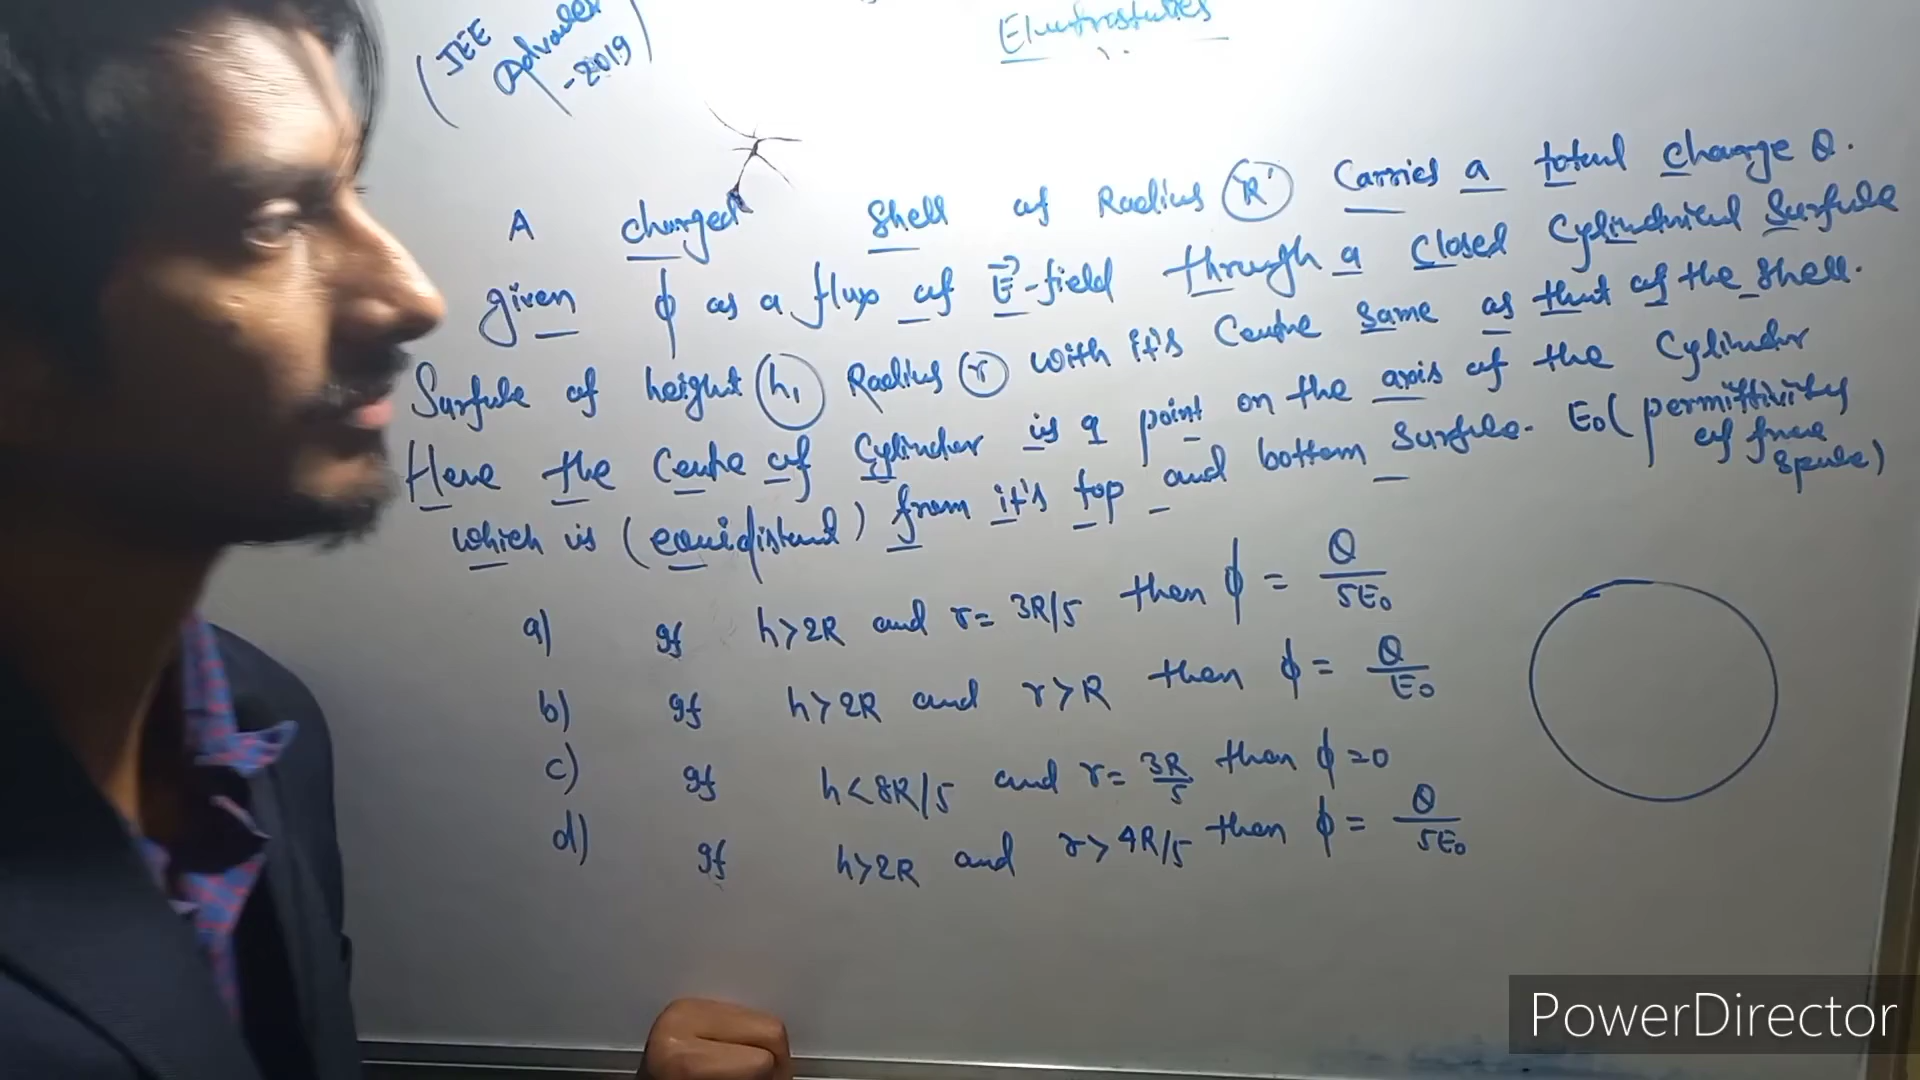 (JEE
Advanced
-2019)
Electrostatics
A charged shell of Radius R carries a total charge Q.
given ϕ as a flux of E⃗-field through a closed Cylindrical Surface
Surface of height h, Radius r with it's Centre same as that of the shell.
Here the Centre of Cylinder is a point on the axis of the Cylinder
which is (equidistant) from it's top and bottom Surface. E₀ (permittivity
of free
space)
a) If h>2R and r= 3R/5 then ϕ = Q/5E₀
b) If h>2R and r>R then ϕ = Q/E₀
c) If h<8R/5 and r= 3R/5 then ϕ=0
d) If h>2R and r>4R/5 then ϕ = Q/5E₀
PowerDirector